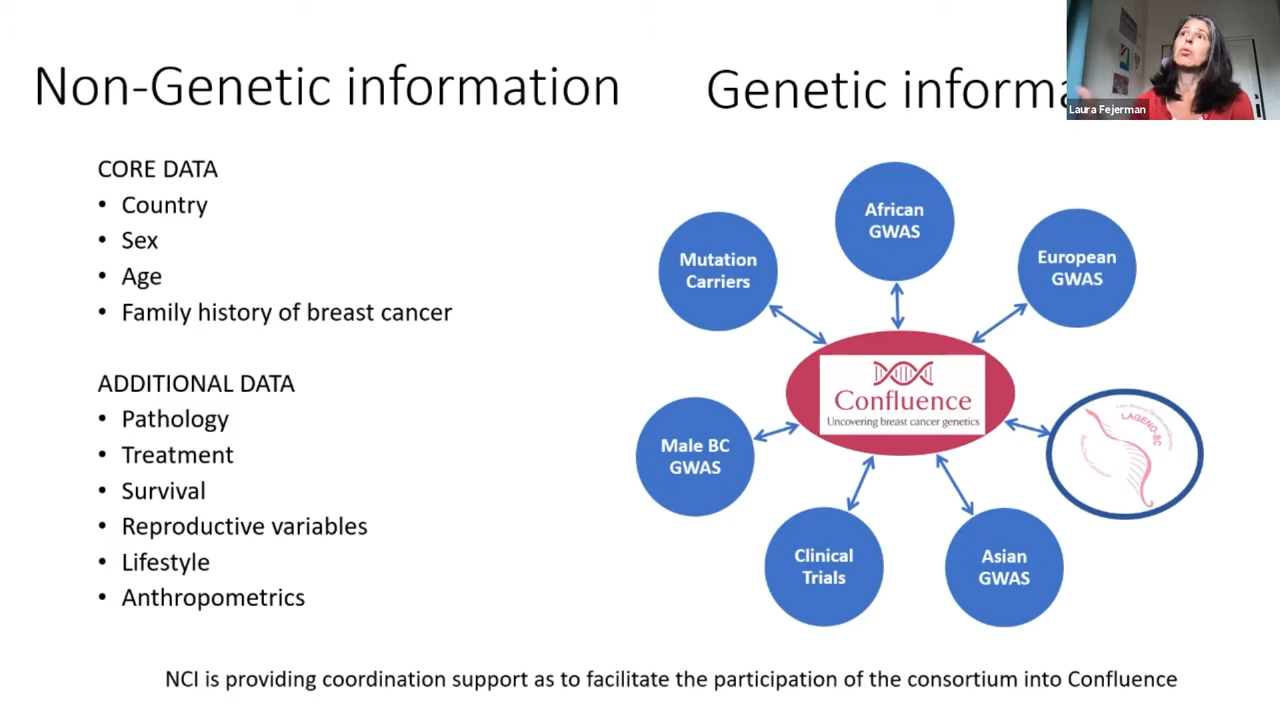 Non-Genetic information
CORE DATA
• Country
• Sex
• Age
• Family history of breast cancer
ADDITIONAL DATA
• Pathology
• Treatment
• Survival
• Reproductive variables
• Lifestyle
• Anthropometrics
Genetic informa
Laura Fejerman
African
GWAS
Mutation
Carriers
European
GWAS
Confluence
Uncovering breast cancer genetics
LAGENO-BC
Male BC
GWAS
Clinical
Trials
Asian
GWAS
NCI is providing coordination support as to facilitate the participation of the consortium into Confluence